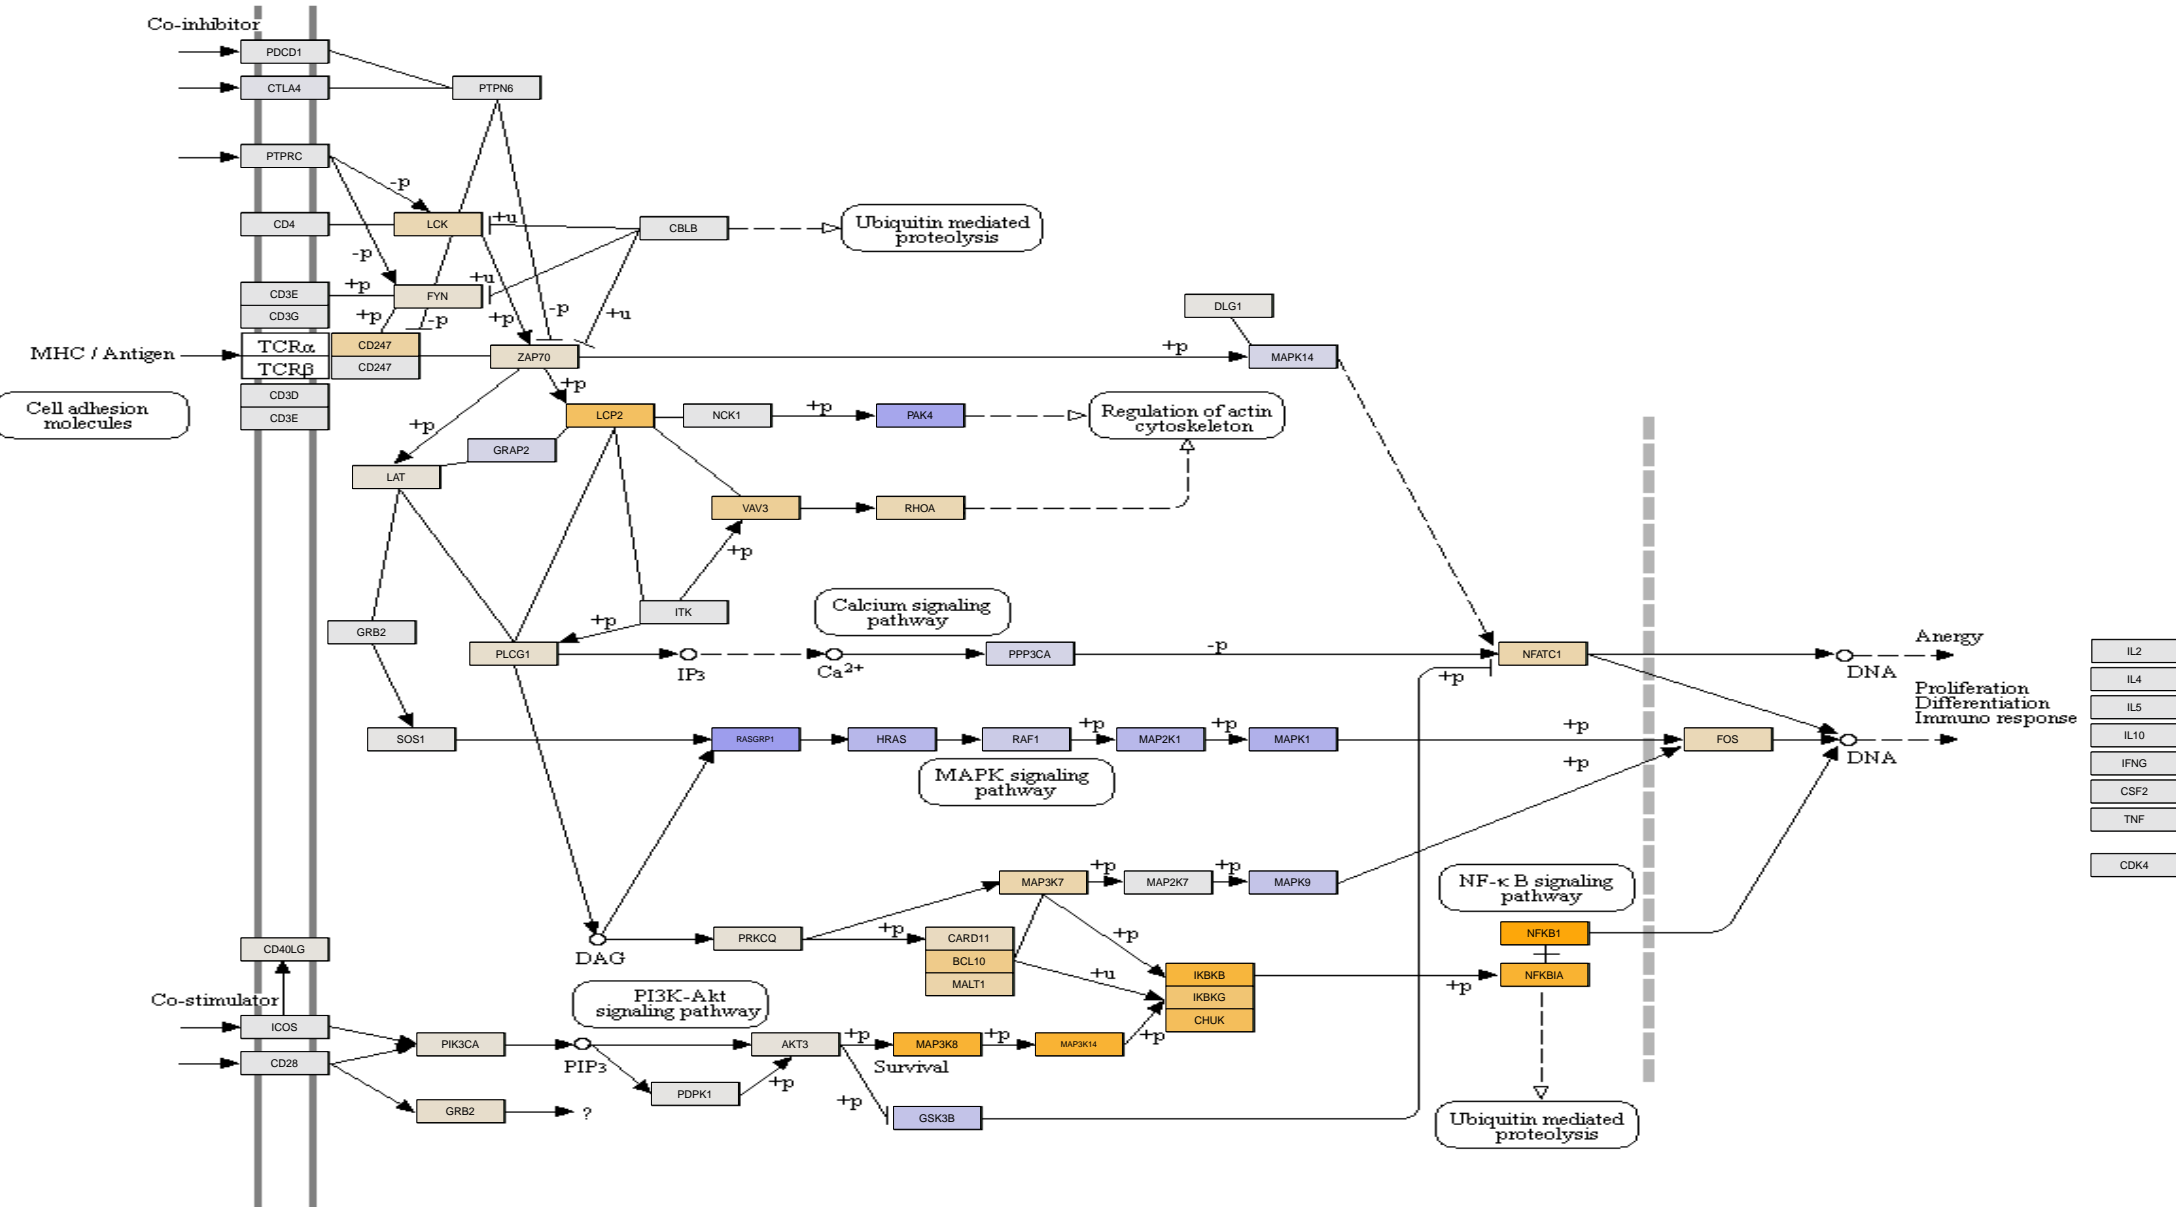 Co-inhibitor
PDCD1
CTLA4
PTPN6
PTPRC
-p
CD4
LCK
+u
CBLB
Ubiquitin mediated
proteolysis
-p
CD3E
+p
FYN
+u
CD3G
+p
-p
+p
-p
+u
DLG1
MHC / Antigen
TCRα
TCRβ
CD247
CD247
ZAP70
+p
MAPK14
CD3D
CD3E
Cell adhesion
molecules
+p
LCP2
NCK1
+p
PAK4
Regulation of actin
cytoskeleton
+p
GRAP2
LAT
VAV3
RHOA
+p
ITK
Calcium signaling
pathway
GRB2
+p
PLCG1
IP3
Ca2+
PPP3CA
-p
+p
NFATC1
DNA
Anergy
Proliferation
Differentiation
Immuno response
SOS1
RASGRP1
HRAS
RAF1
+p
MAP2K1
+p
MAPK1
+p
+p
FOS
DNA
MAPK signaling
pathway
IL2
IL4
IL5
IL10
IFNG
CSF2
TNF
CDK4
MAP3K7
+p
MAP2K7
+p
MAPK9
NF-κ B signaling
pathway
CD40LG
DAG
PRKCQ
+p
CARD11
BCL10
MALT1
+p
+u
IKBKB
IKBKG
CHUK
+p
NFKB1
NFKBIA
Co-stimulator
ICOS
CD28
PI3K-Akt
signaling pathway
PIK3CA
PIP3
AKT3
+p
MAP3K8
+p
MAP3K14
+p
Survival
PDPK1
+p
+p
GRB2
?
GSK3B
Ubiquitin mediated
proteolysis